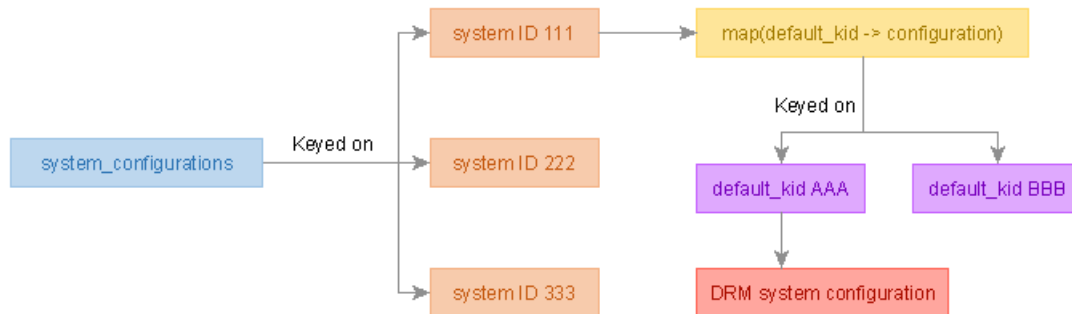 system ID 111
map(default_kid -> configuration)
Keyed on
Keyed on
system_configurations
system ID 222
default_kid AAA
default_kid BBB
system ID 333
DRM system configuration